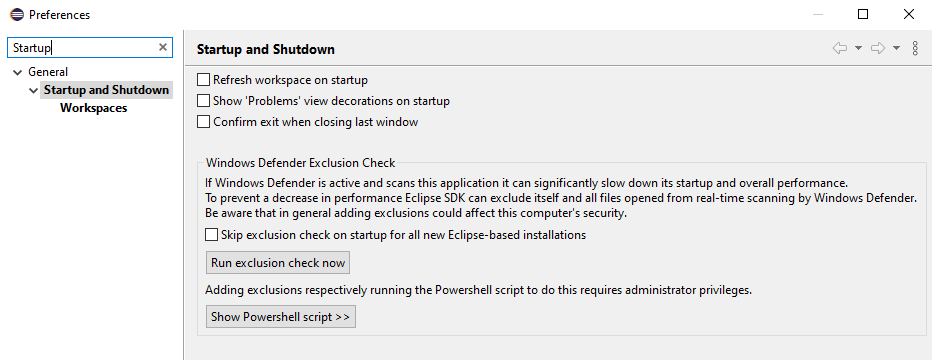 Preferences
Startup
General
Startup and Shutdown
Workspaces
Startup and Shutdown
Refresh workspace on startup
Show 'Problems' view decorations on startup
Confirm exit when closing last window
Windows Defender Exclusion Check
If Windows Defender is active and scans this application it can significantly slow down its startup and overall performance.
To prevent a decrease in performance Eclipse SDK can exclude itself and all files opened from real-time scanning by Windows Defender.
Be aware that in general adding exclusions could affect this computer's security.
Skip exclusion check on startup for all new Eclipse-based installations
Run exclusion check now
Adding exclusions respectively running the Powershell script to do this requires administrator privileges.
Show Powershell script >>